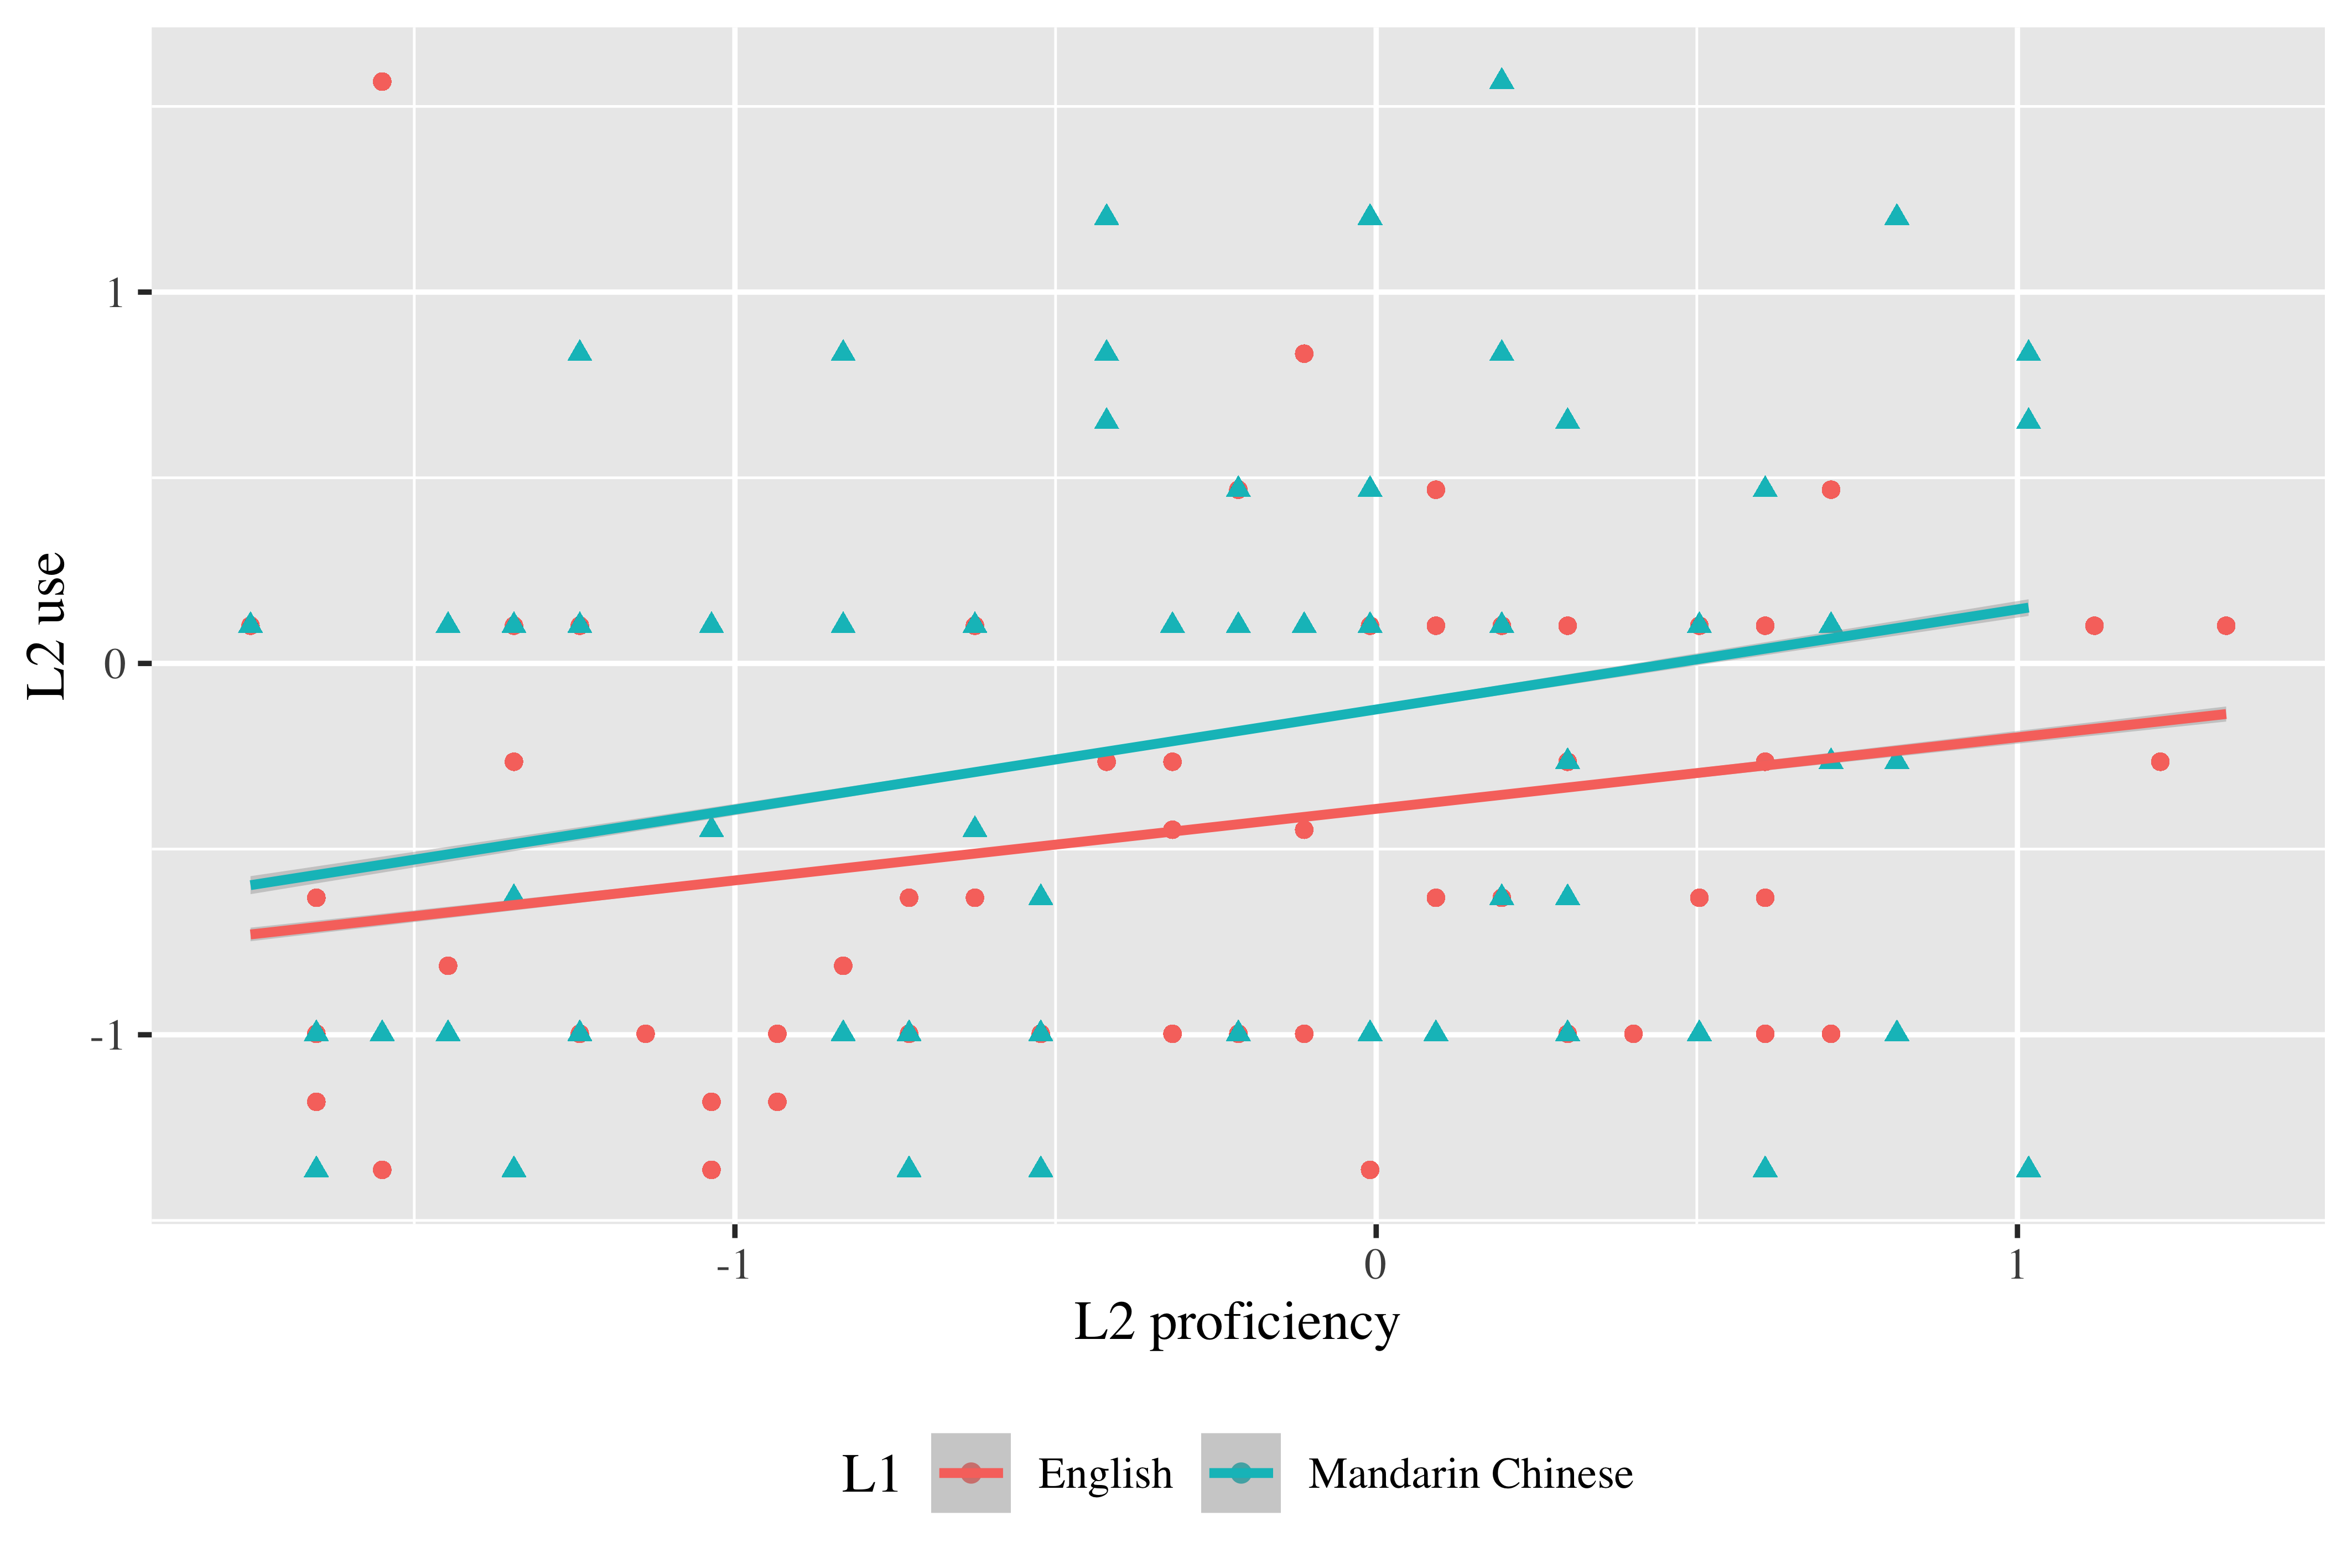 1
0
-1
L2 use
-1 0 1
L2 proficiency
L1 English Mandarin Chinese